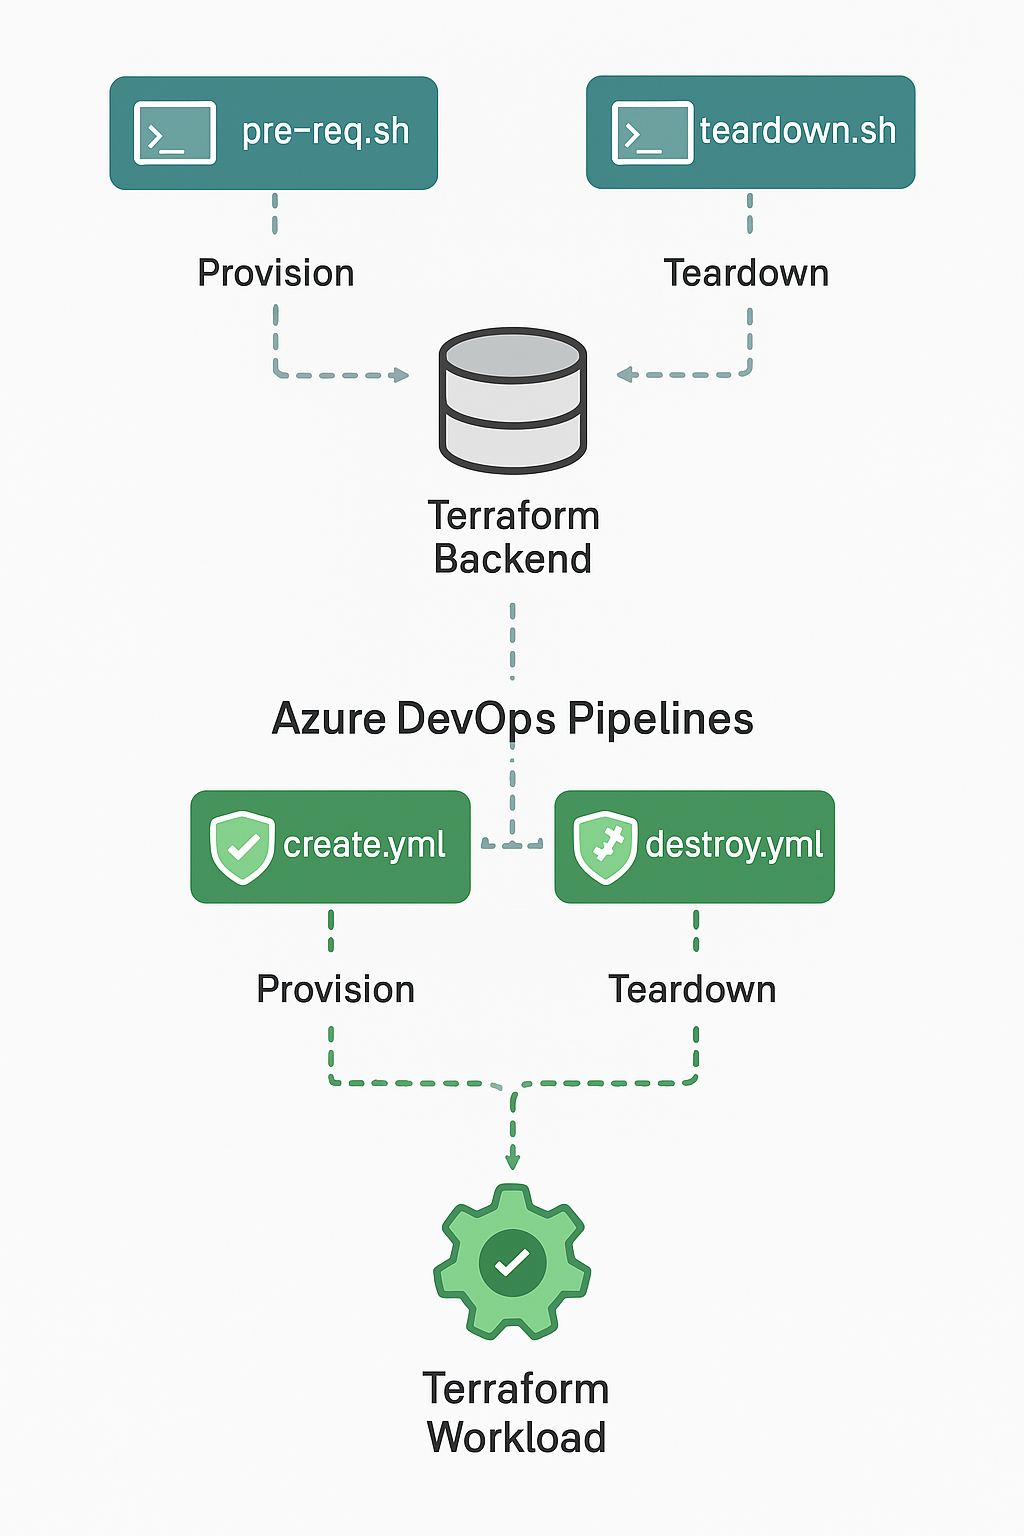 pre-req.sh
teardown.sh
Provision
Teardown
Terraform
Backend
Azure DevOps Pipelines
create.yml
destroy.yml
Provision
Teardown
Terraform
Workload